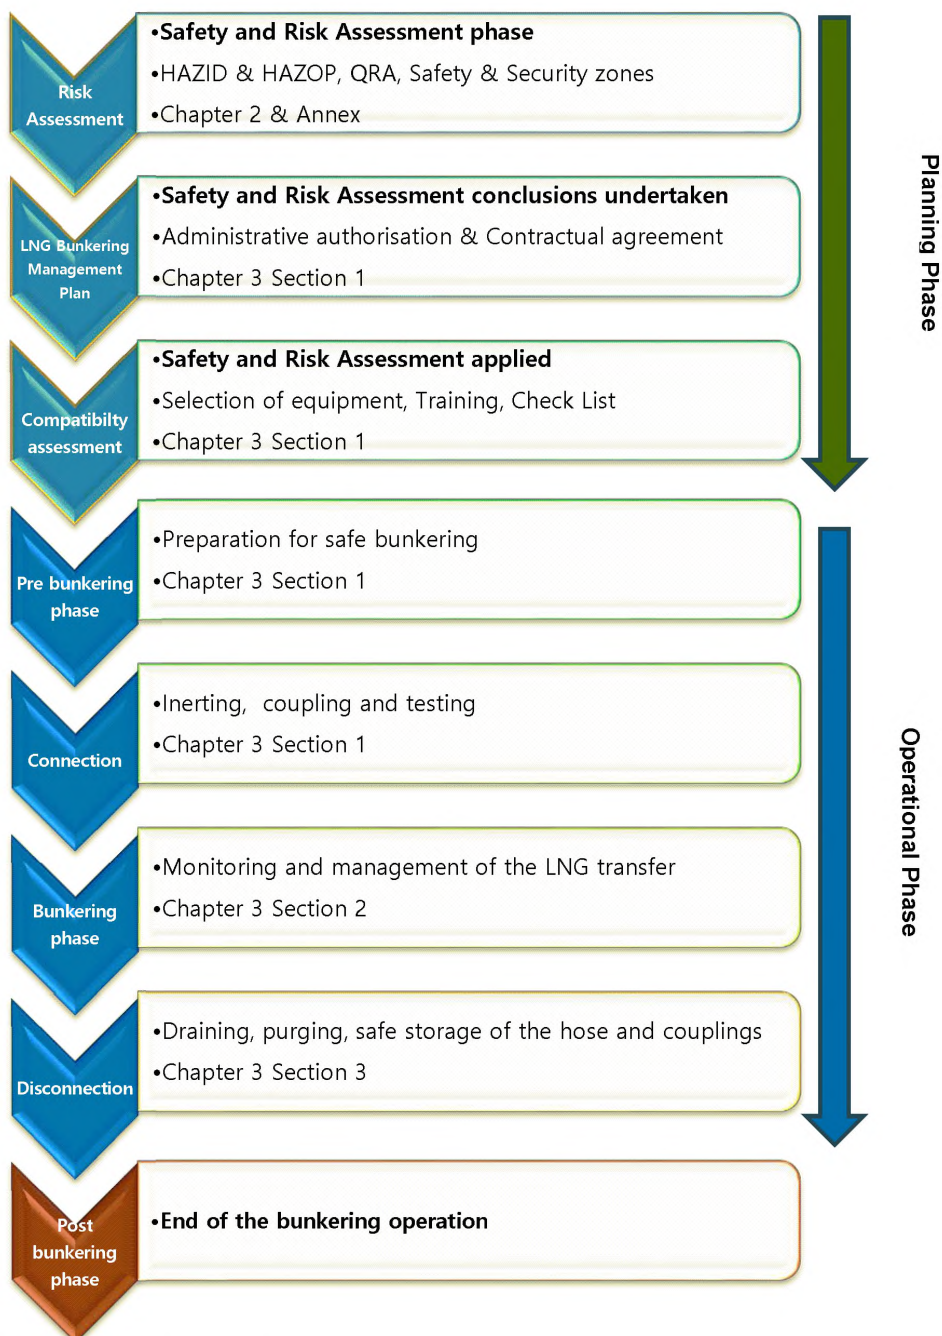 Risk
Assessment
•Safety and Risk Assessment phase
•HAZID & HAZOP, QRA, Safety & Security zones
•Chapter 2 & Annex
LNG Bunkering
Management
Plan
•Safety and Risk Assessment conclusions undertaken
•Administrative authorisation & Contractual agreement
•Chapter 3 Section 1
Compatibilty
assessment
•Safety and Risk Assessment applied
•Selection of equipment, Training, Check List
•Chapter 3 Section 1
Planning Phase
Pre bunkering
phase
•Preparation for safe bunkering
•Chapter 3 Section 1
Connection
•Inerting, coupling and testing
•Chapter 3 Section 1
Bunkering
phase
•Monitoring and management of the LNG transfer
•Chapter 3 Section 2
Disconnection
•Draining, purging, safe storage of the hose and couplings
•Chapter 3 Section 3
Operational Phase
Post
bunkering
phase
•End of the bunkering operation